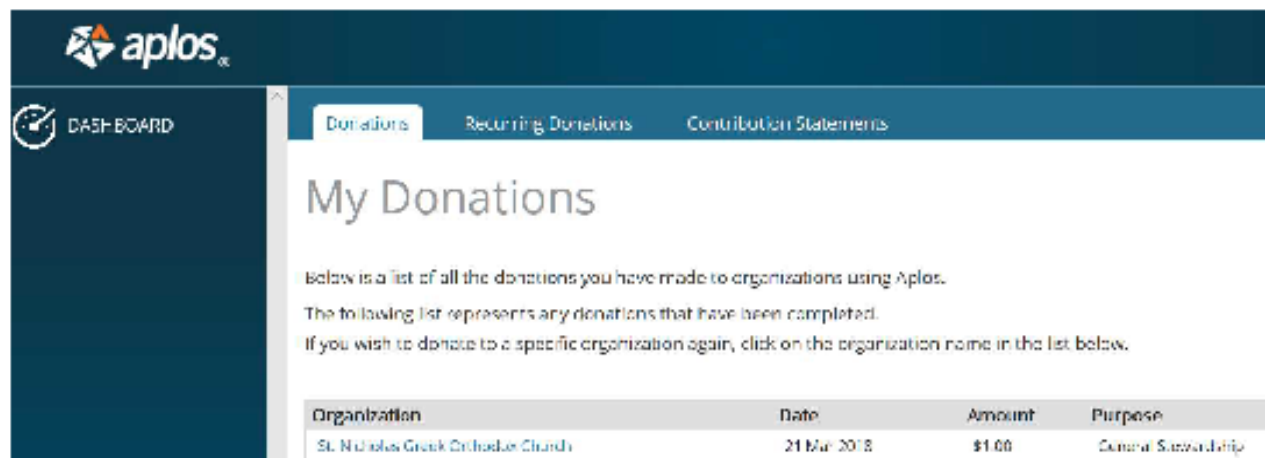 aplos®
DASHBOARD
Donations Recurring Donations Contribution Statements
My Donations
Below is a list of all the donations you have made to organizations using Aplos.
The following list represents any donations that have been completed.
If you wish to donate to a specific organization again, click on the organization name in the list below.
Organization Date Amount Purpose
St. Nicholas Greek Orthodox Church 21 Mar 2018 $1.00 General Stewardship